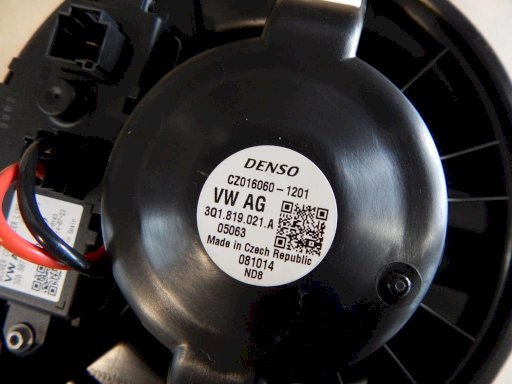 DENSO
CZ016060-1201
VW AG
3Q1.819.021.A
05063
Made in Czech Republic
081014
ND8